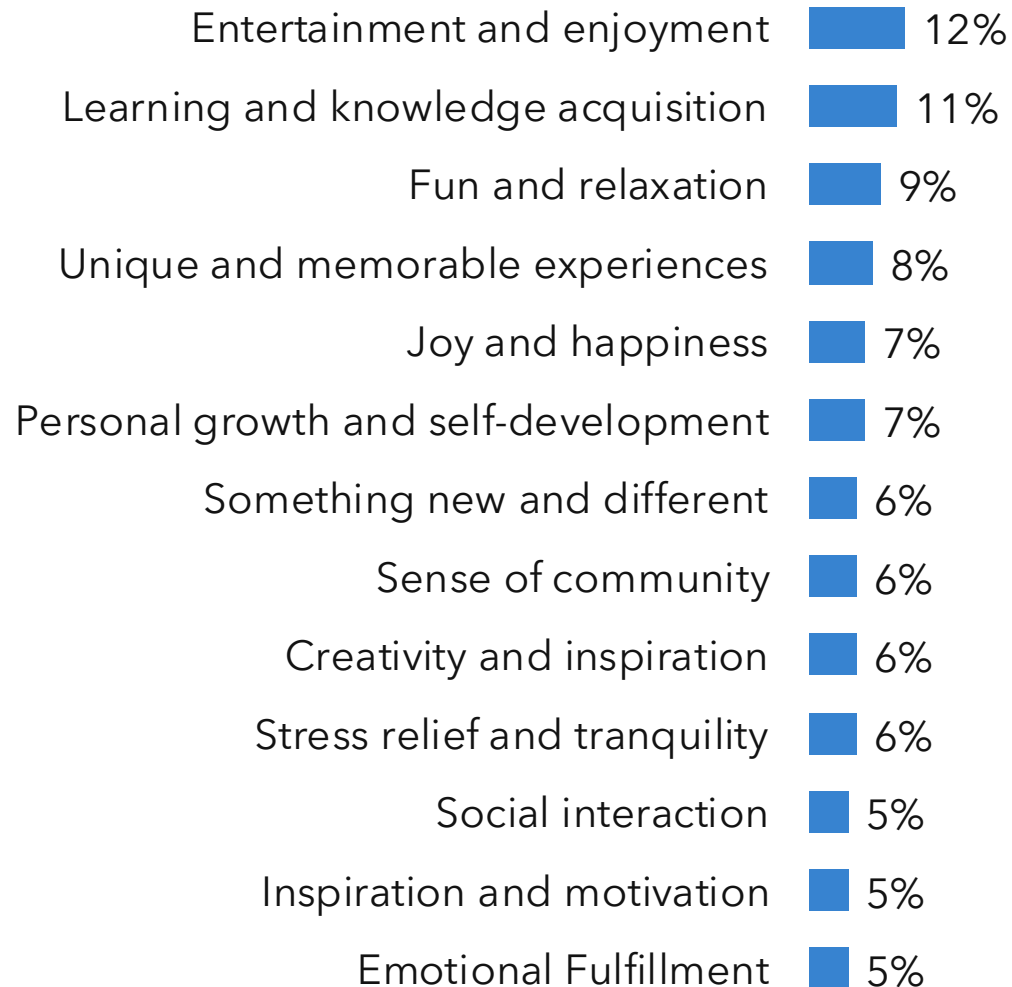 Entertainment and enjoyment 12%
Learning and knowledge acquisition 11%
Fun and relaxation 9%
Unique and memorable experiences 8%
Joy and happiness 7%
Personal growth and self-development 7%
Something new and different 6%
Sense of community 6%
Creativity and inspiration 6%
Stress relief and tranquility 6%
Social interaction 5%
Inspiration and motivation 5%
Emotional Fulfillment 5%